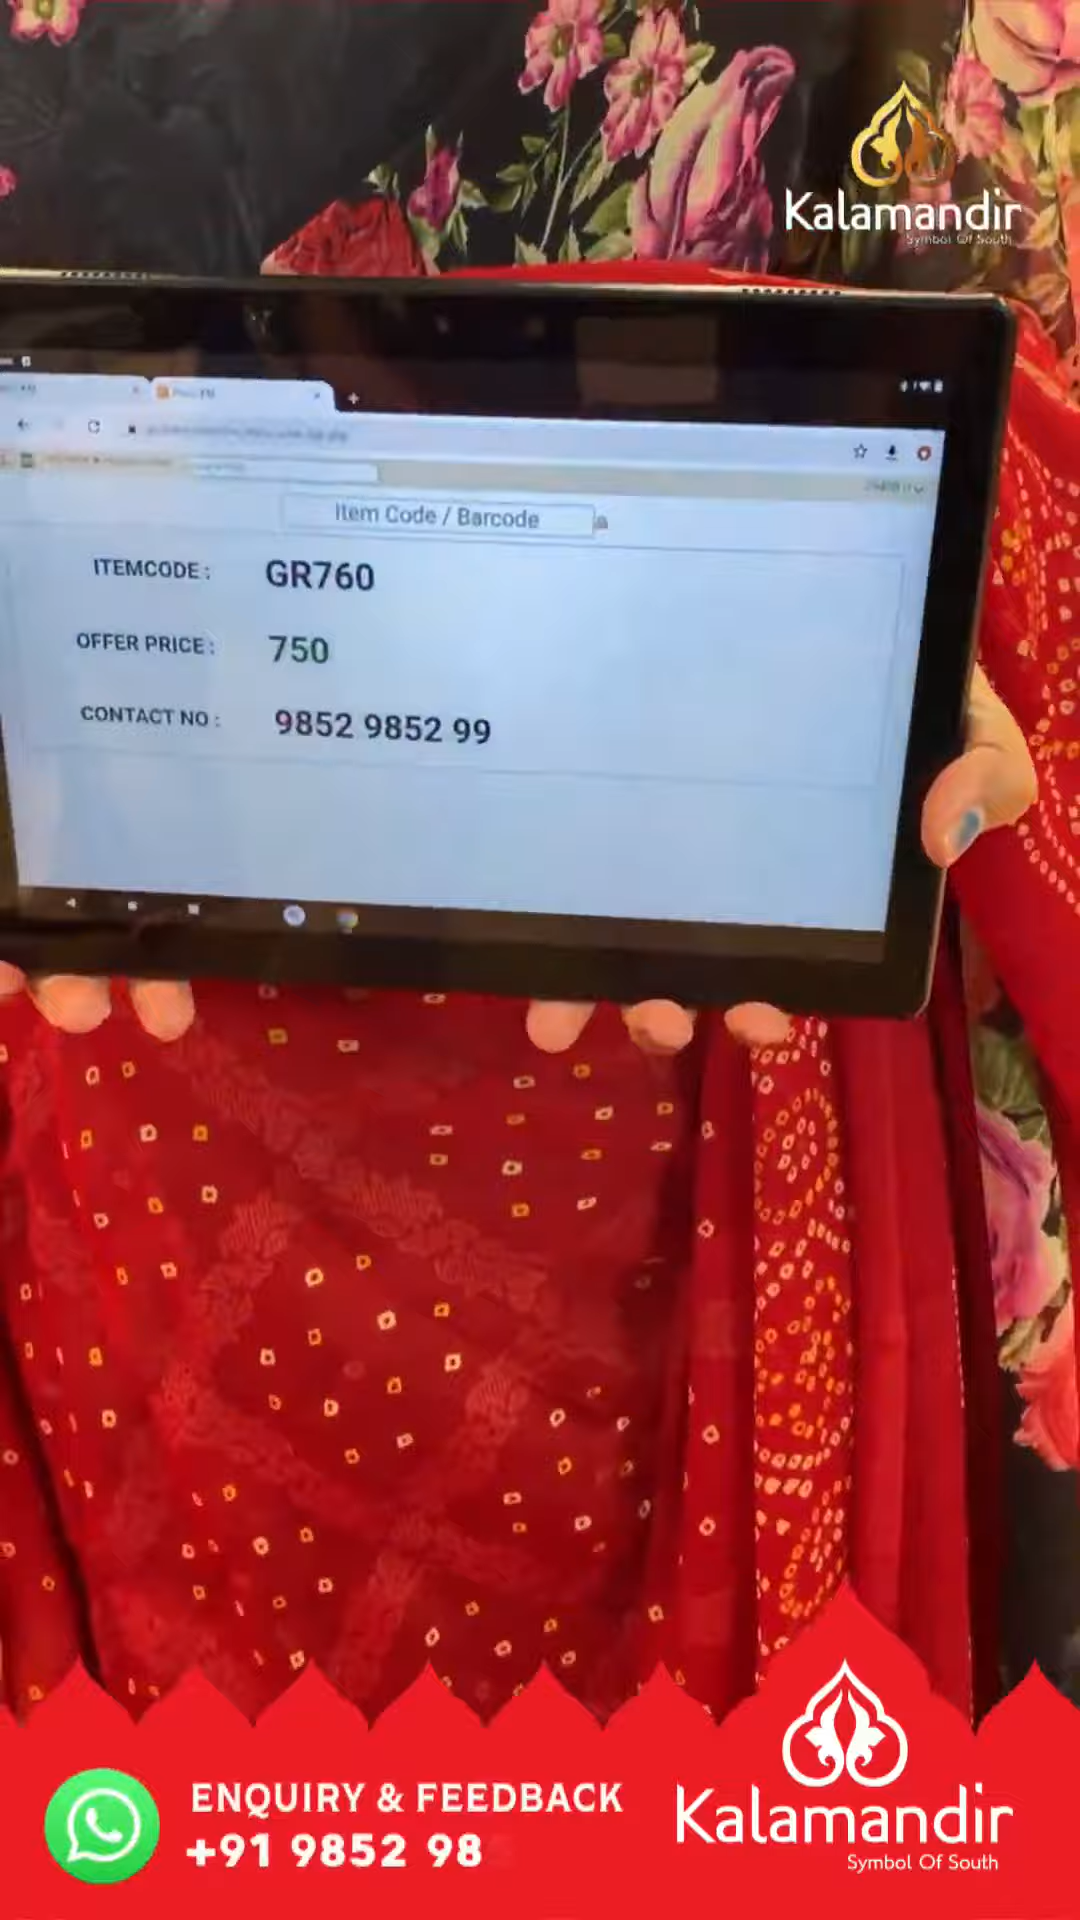 Kalamandir
Symbol Of South
Item Code / Barcode
ITEMCODE : GR760
OFFER PRICE : 750
CONTACT NO : 9852 9852 99
ENQUIRY & FEEDBACK
+91 9852 98
Kalamandir
Symbol Of South